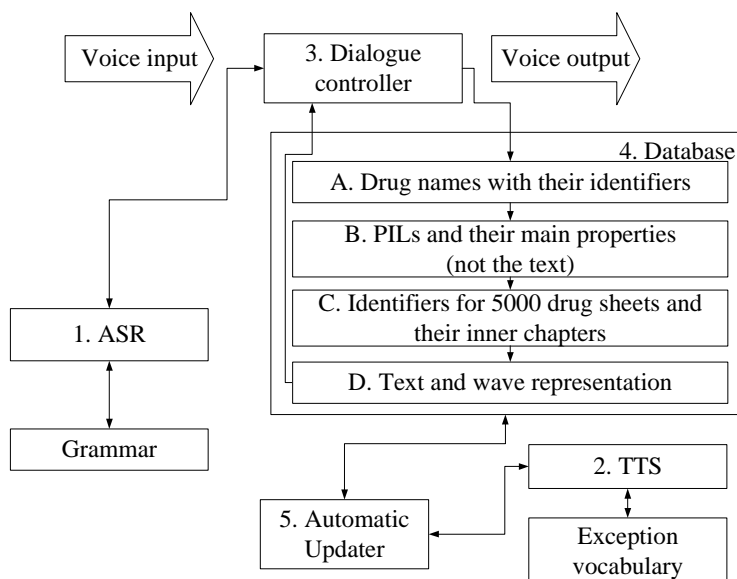 Voice input
3. Dialogue
controller
Voice output
4. Database
A. Drug names with their identifiers
B. PILs and their main properties
(not the text)
C. Identifiers for 5000 drug sheets and
their inner chapters
D. Text and wave representation
1. ASR
Grammar
2. TTS
5. Automatic
Updater
Exception
vocabulary